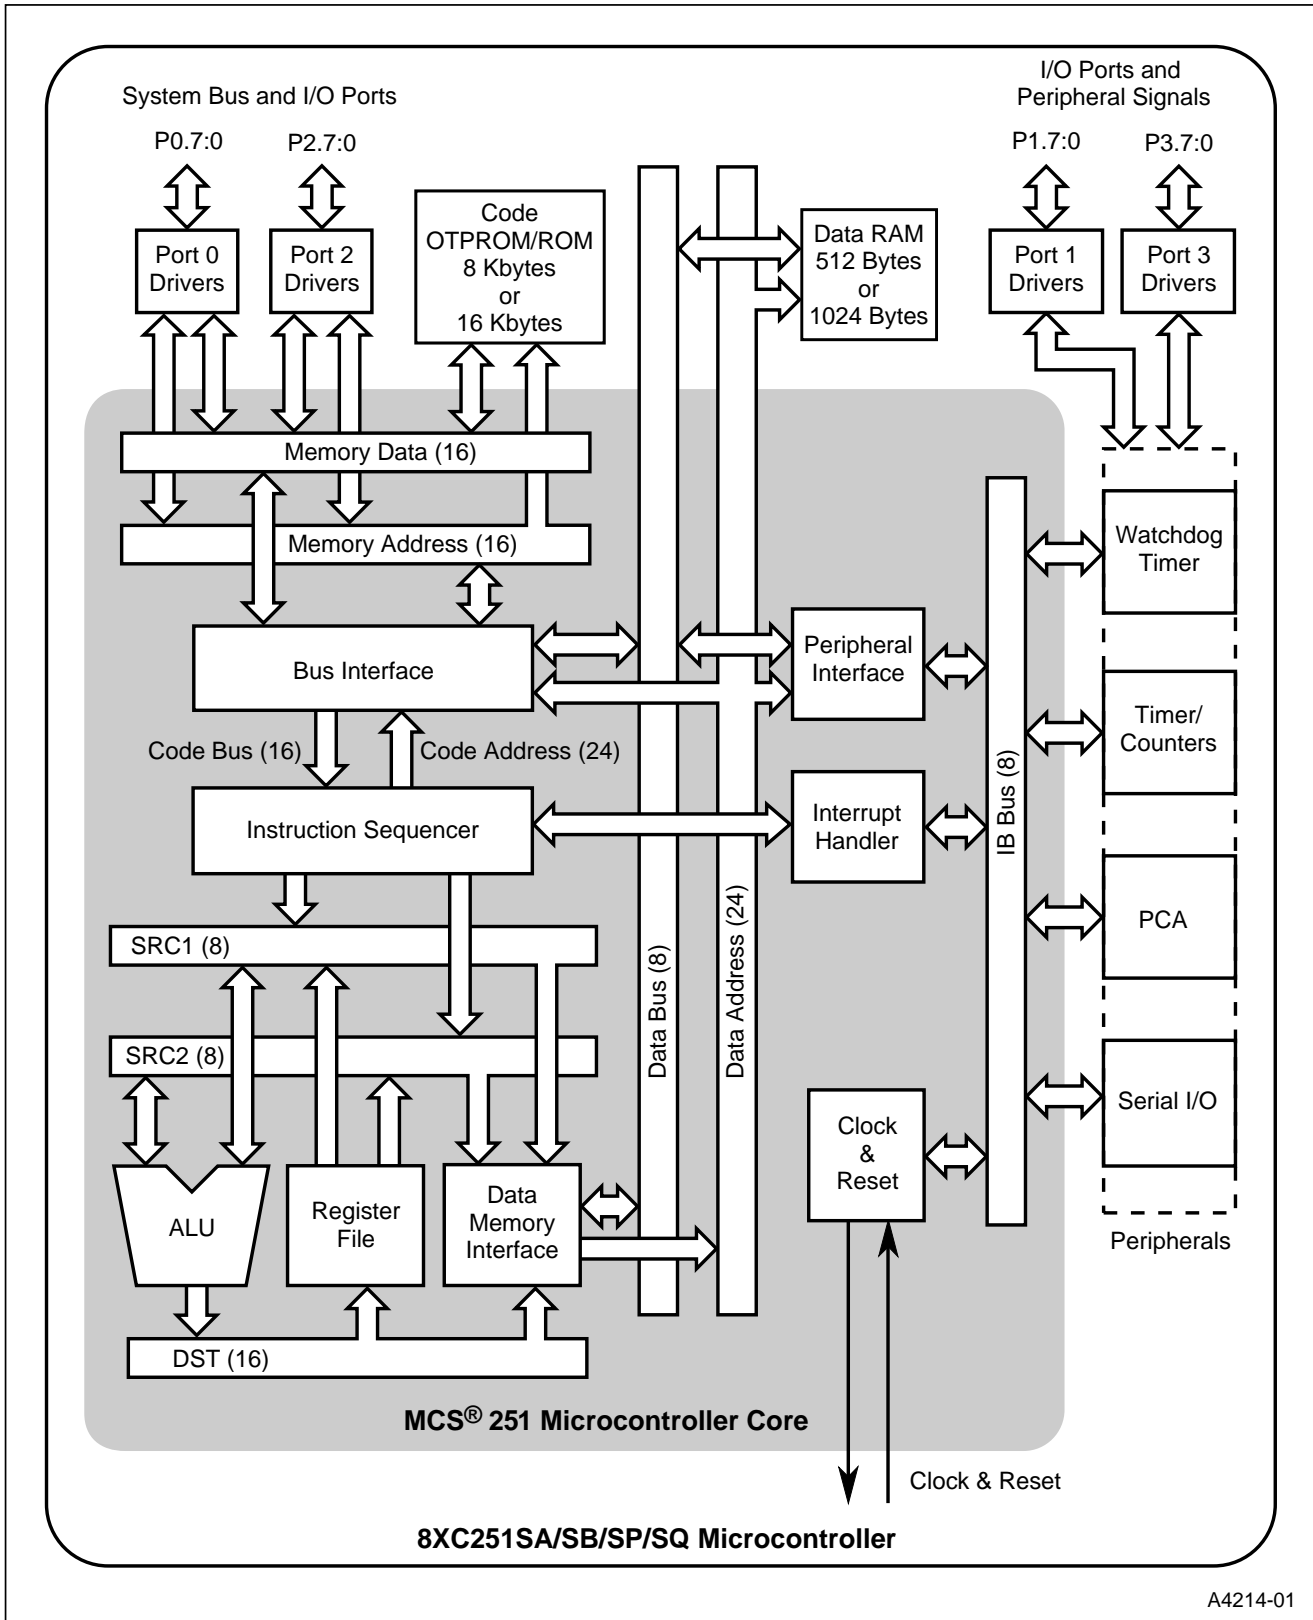 System Bus and I/O Ports
I/O Ports and
Peripheral Signals
P0.7:0
P2.7:0
P1.7:0
P3.7:0
Port 0
Drivers
Port 2
Drivers
Code
OTPROM/ROM
8 Kbytes
or
16 Kbytes
Data RAM
512 Bytes
or
1024 Bytes
Port 1
Drivers
Port 3
Drivers
Memory Data (16)
Memory Address (16)
Bus Interface
Peripheral
Interface
Watchdog
Timer
Code Bus (16)
Code Address (24)
Timer/
Counters
Instruction Sequencer
Interrupt
Handler
IB Bus (8)
SRC1 (8)
Data Bus (8)
Data Address (24)
PCA
SRC2 (8)
Clock
&
Reset
Serial I/O
ALU
Register
File
Data
Memory
Interface
Peripherals
DST (16)
MCS® 251 Microcontroller Core
Clock & Reset
8XC251SA/SB/SP/SQ Microcontroller
A4214-01